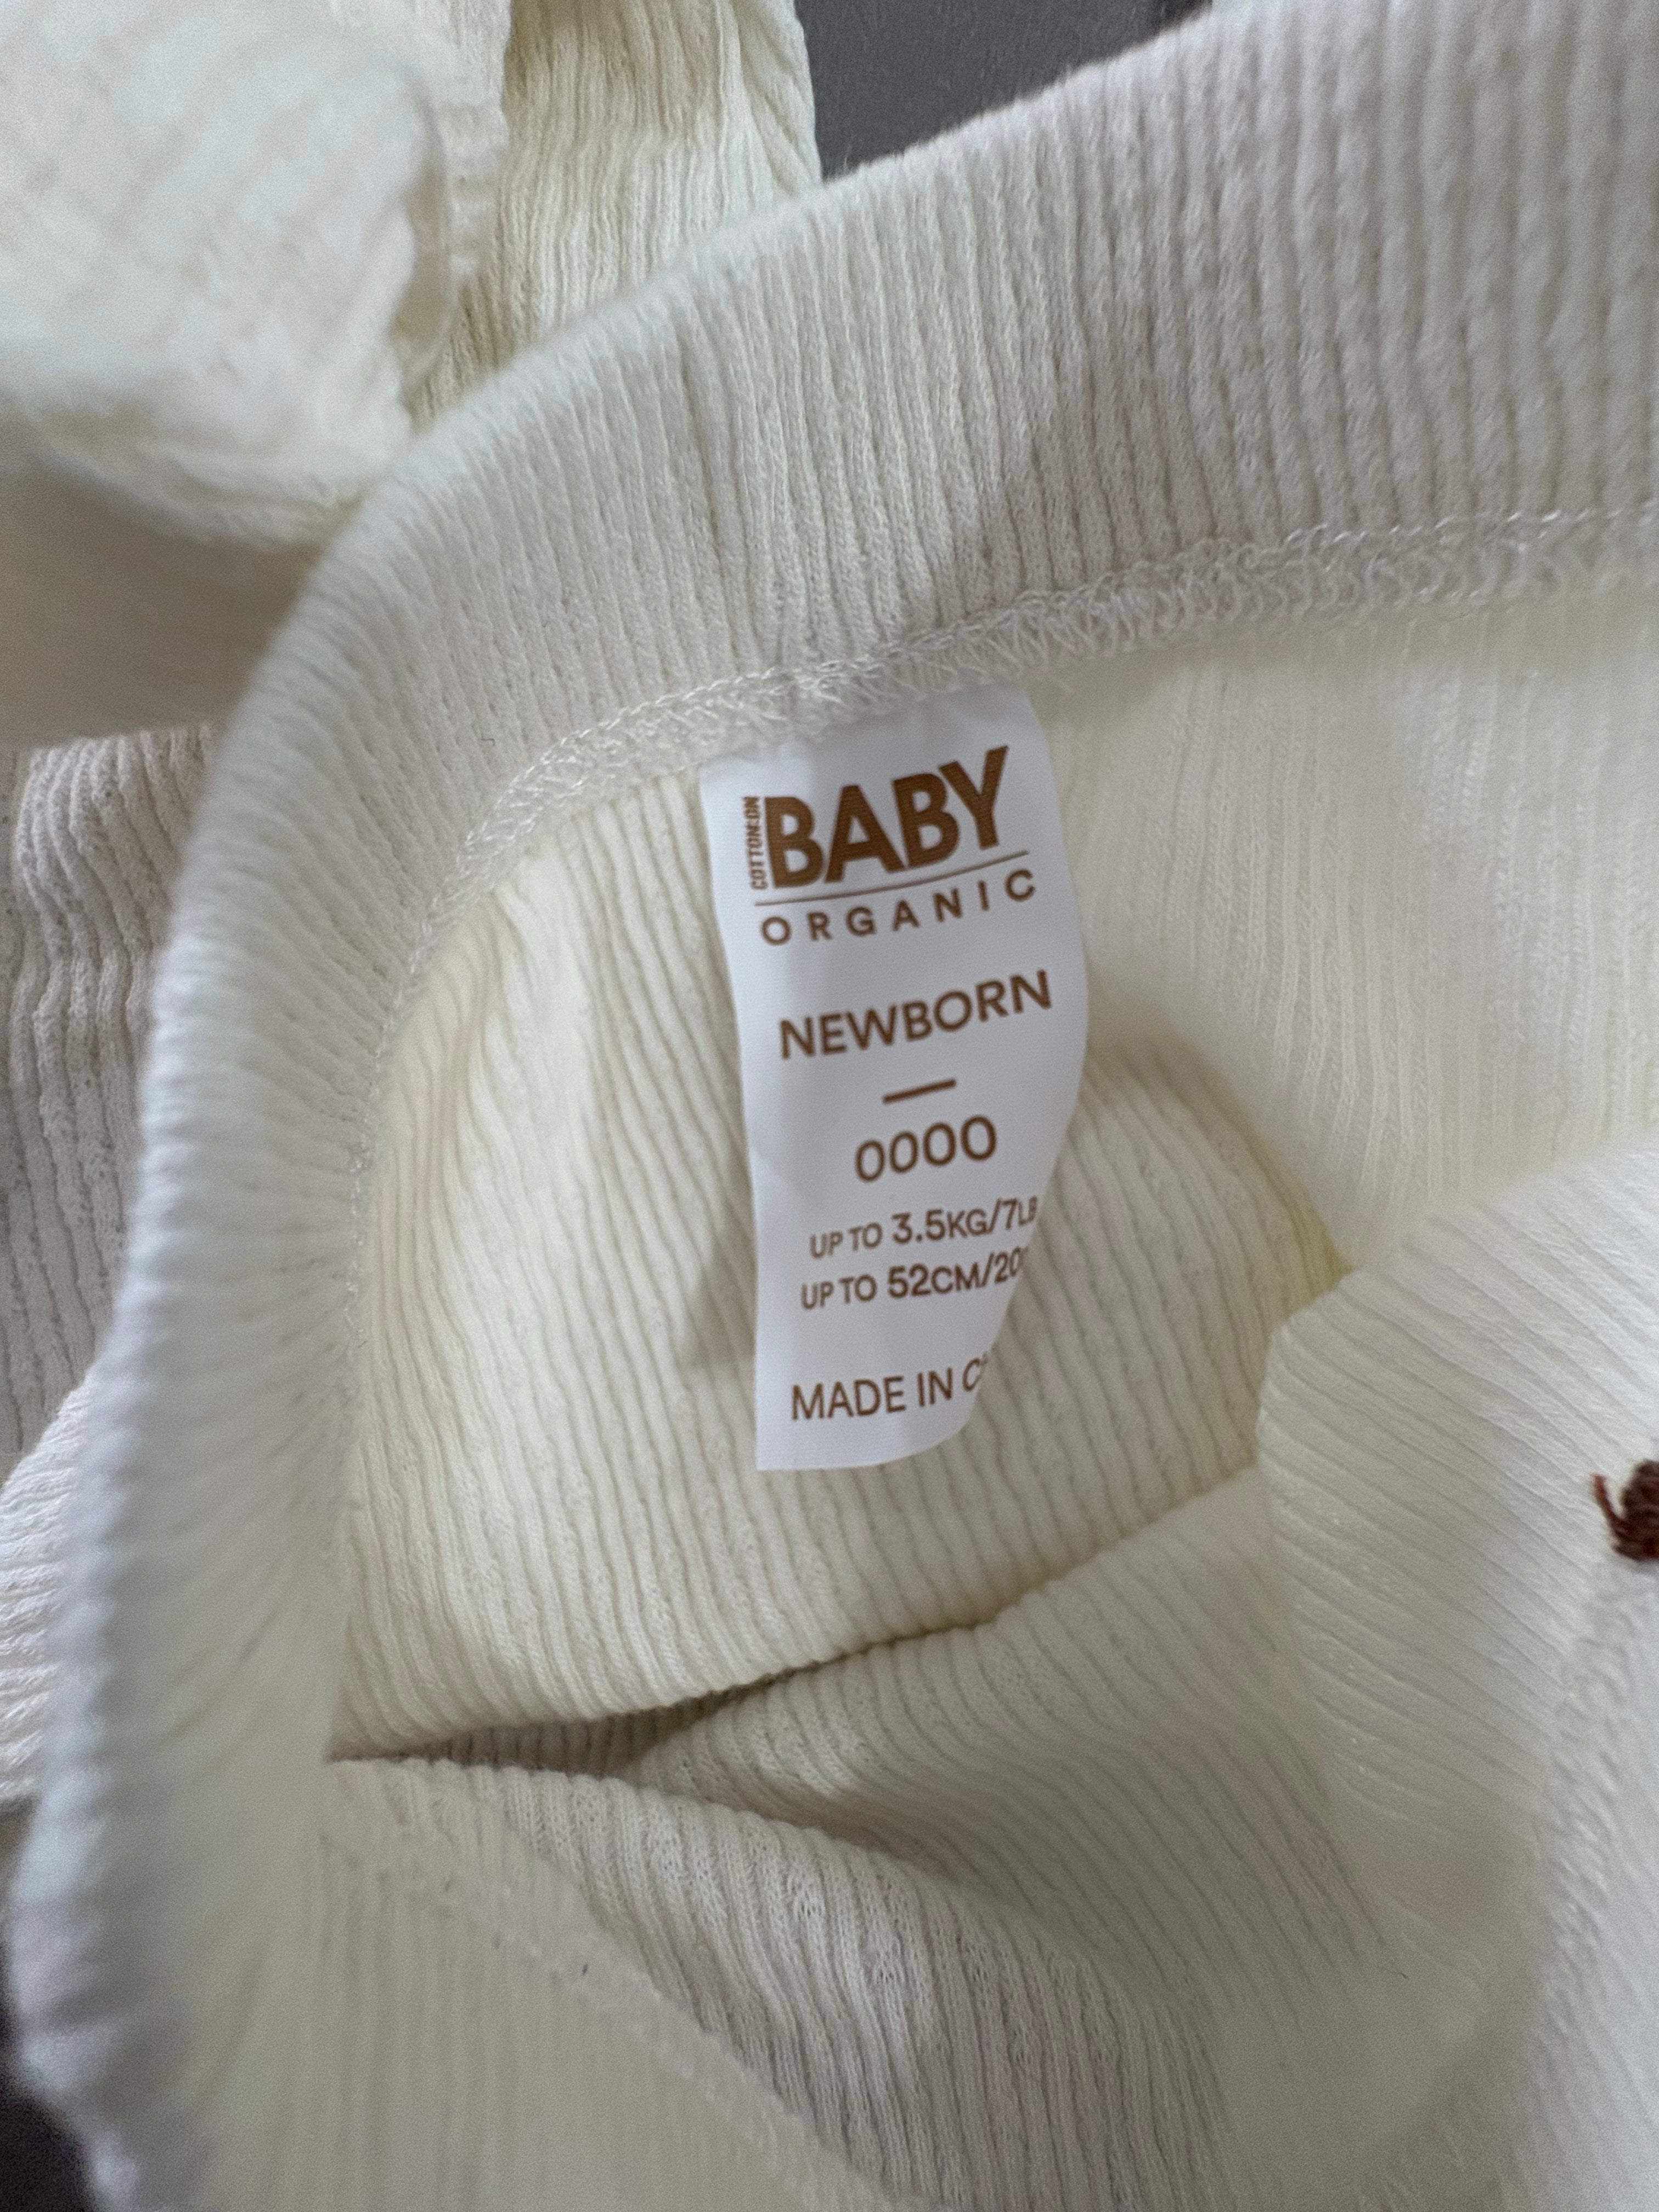 COTTON:ON
BABY
ORGANIC
NEWBORN
—
0000
UP TO 3.5KG/7LB
UP TO 52CM/20
MADE IN